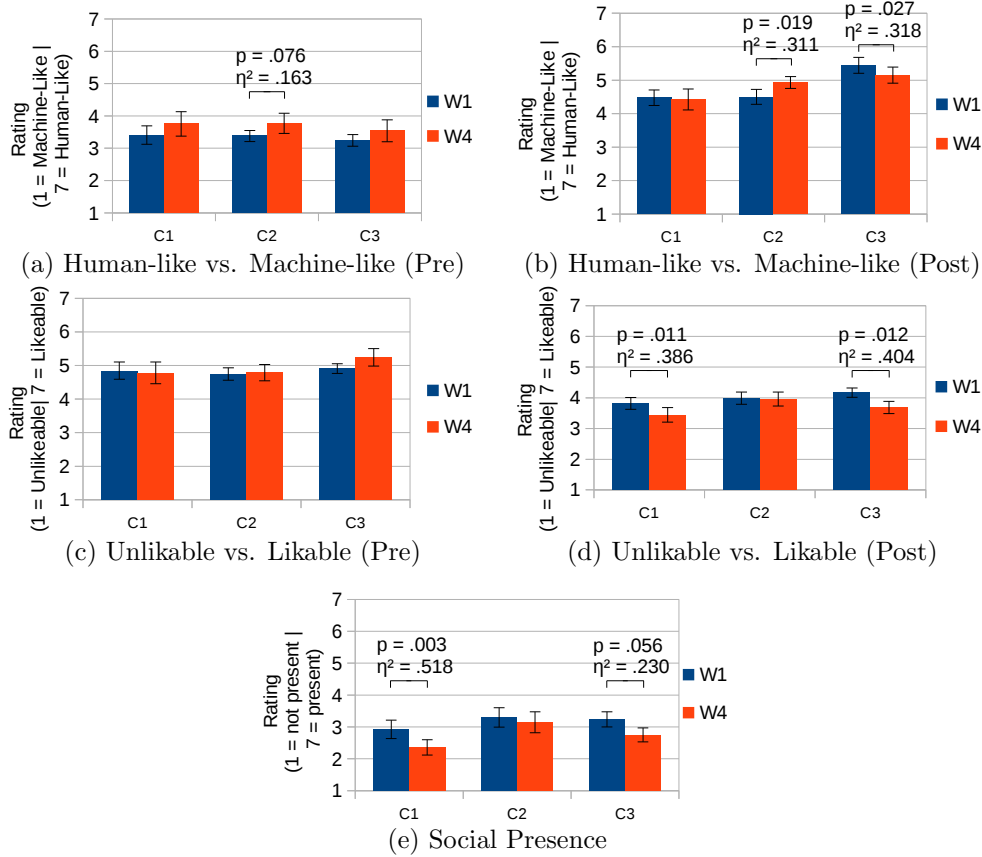 Rating
(1 = Machine-Like |
7 = Human-Like)
7
6
5
4
3
2
1
p = .076
η² = .163
C1
C2
C3
W1
W4
(a) Human-like vs. Machine-like (Pre)
Rating
(1 = Machine-Like |
7 = Human-Like)
7
6
5
4
3
2
1
p = .019
η² = .311
p = .027
η² = .318
C1
C2
C3
W1
W4
(b) Human-like vs. Machine-like (Post)
Rating
(1 = Unlikeable| 7 = Likeable)
7
6
5
4
3
2
1
C1
C2
C3
W1
W4
(c) Unlikable vs. Likable (Pre)
Rating
(1 = Unlikeable| 7 = Likeable)
7
6
5
4
3
2
1
p = .011
η² = .386
p = .012
η² = .404
C1
C2
C3
W1
W4
(d) Unlikable vs. Likable (Post)
Rating
(1 = not present |
7 = present)
7
6
5
4
3
2
1
p = .003
η² = .518
p = .056
η² = .230
C1
C2
C3
W1
W4
(e) Social Presence